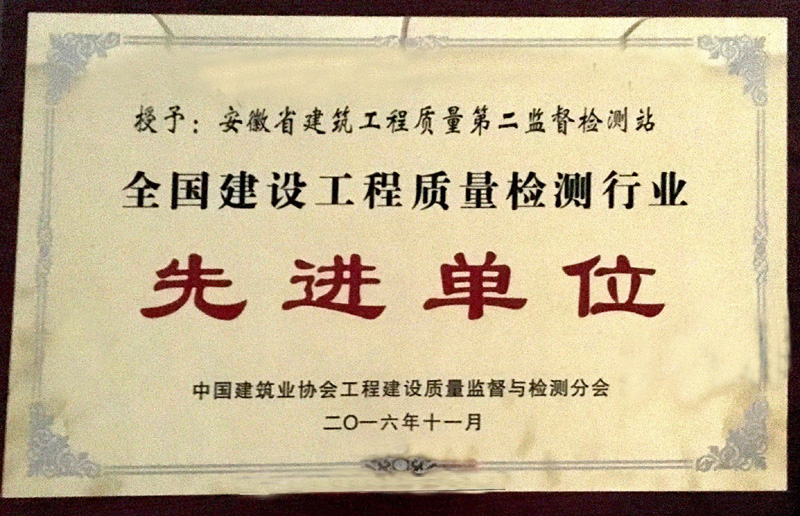 授予：安徽省建筑工程质量第二监督检测站
全国建设工程质量检测行业
先进单位
中国建筑业协会工程建设质量监督与检测分会
二〇一六年十一月